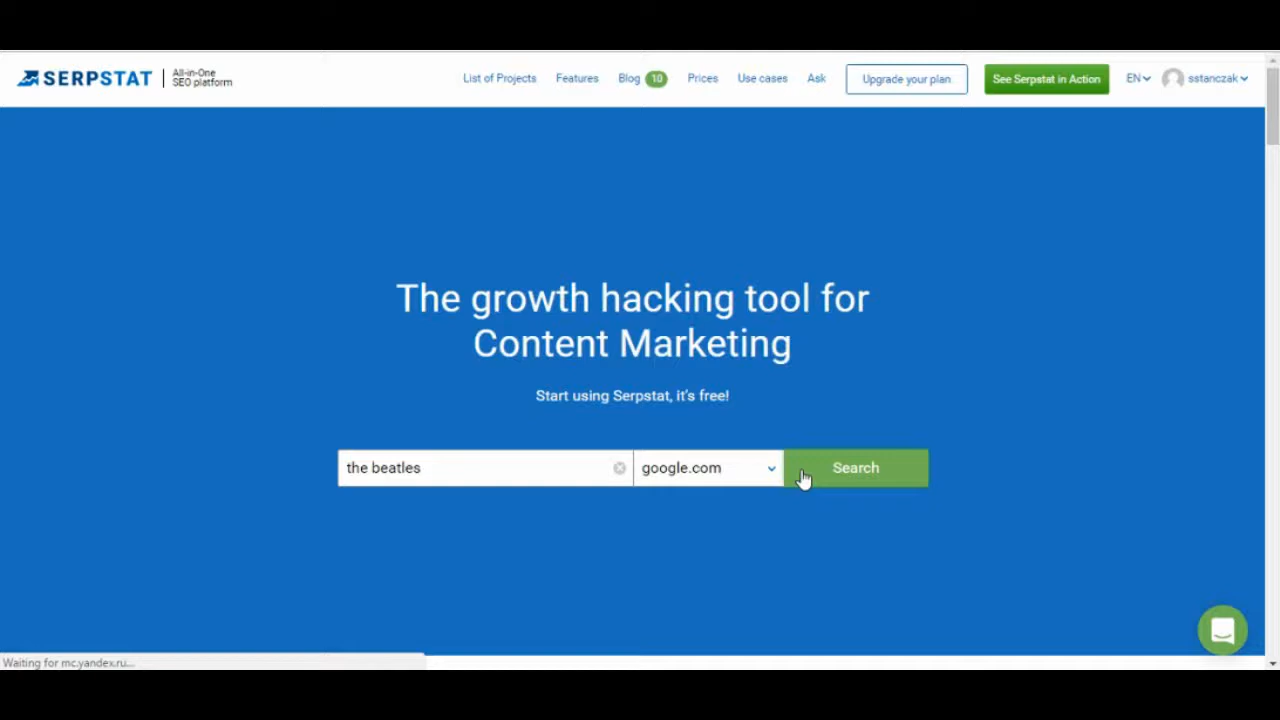 SERPSTAT
All-in-One
SEO platform
List of Projects
Features
Blog 10
Prices
Use cases
Ask
Upgrade your plan
See Serpstat in Action
EN
sstanczak
The growth hacking tool for
Content Marketing
Start using Serpstat, it's free!
the beatles
google.com
Search
Waiting for mc.yandex.ru...